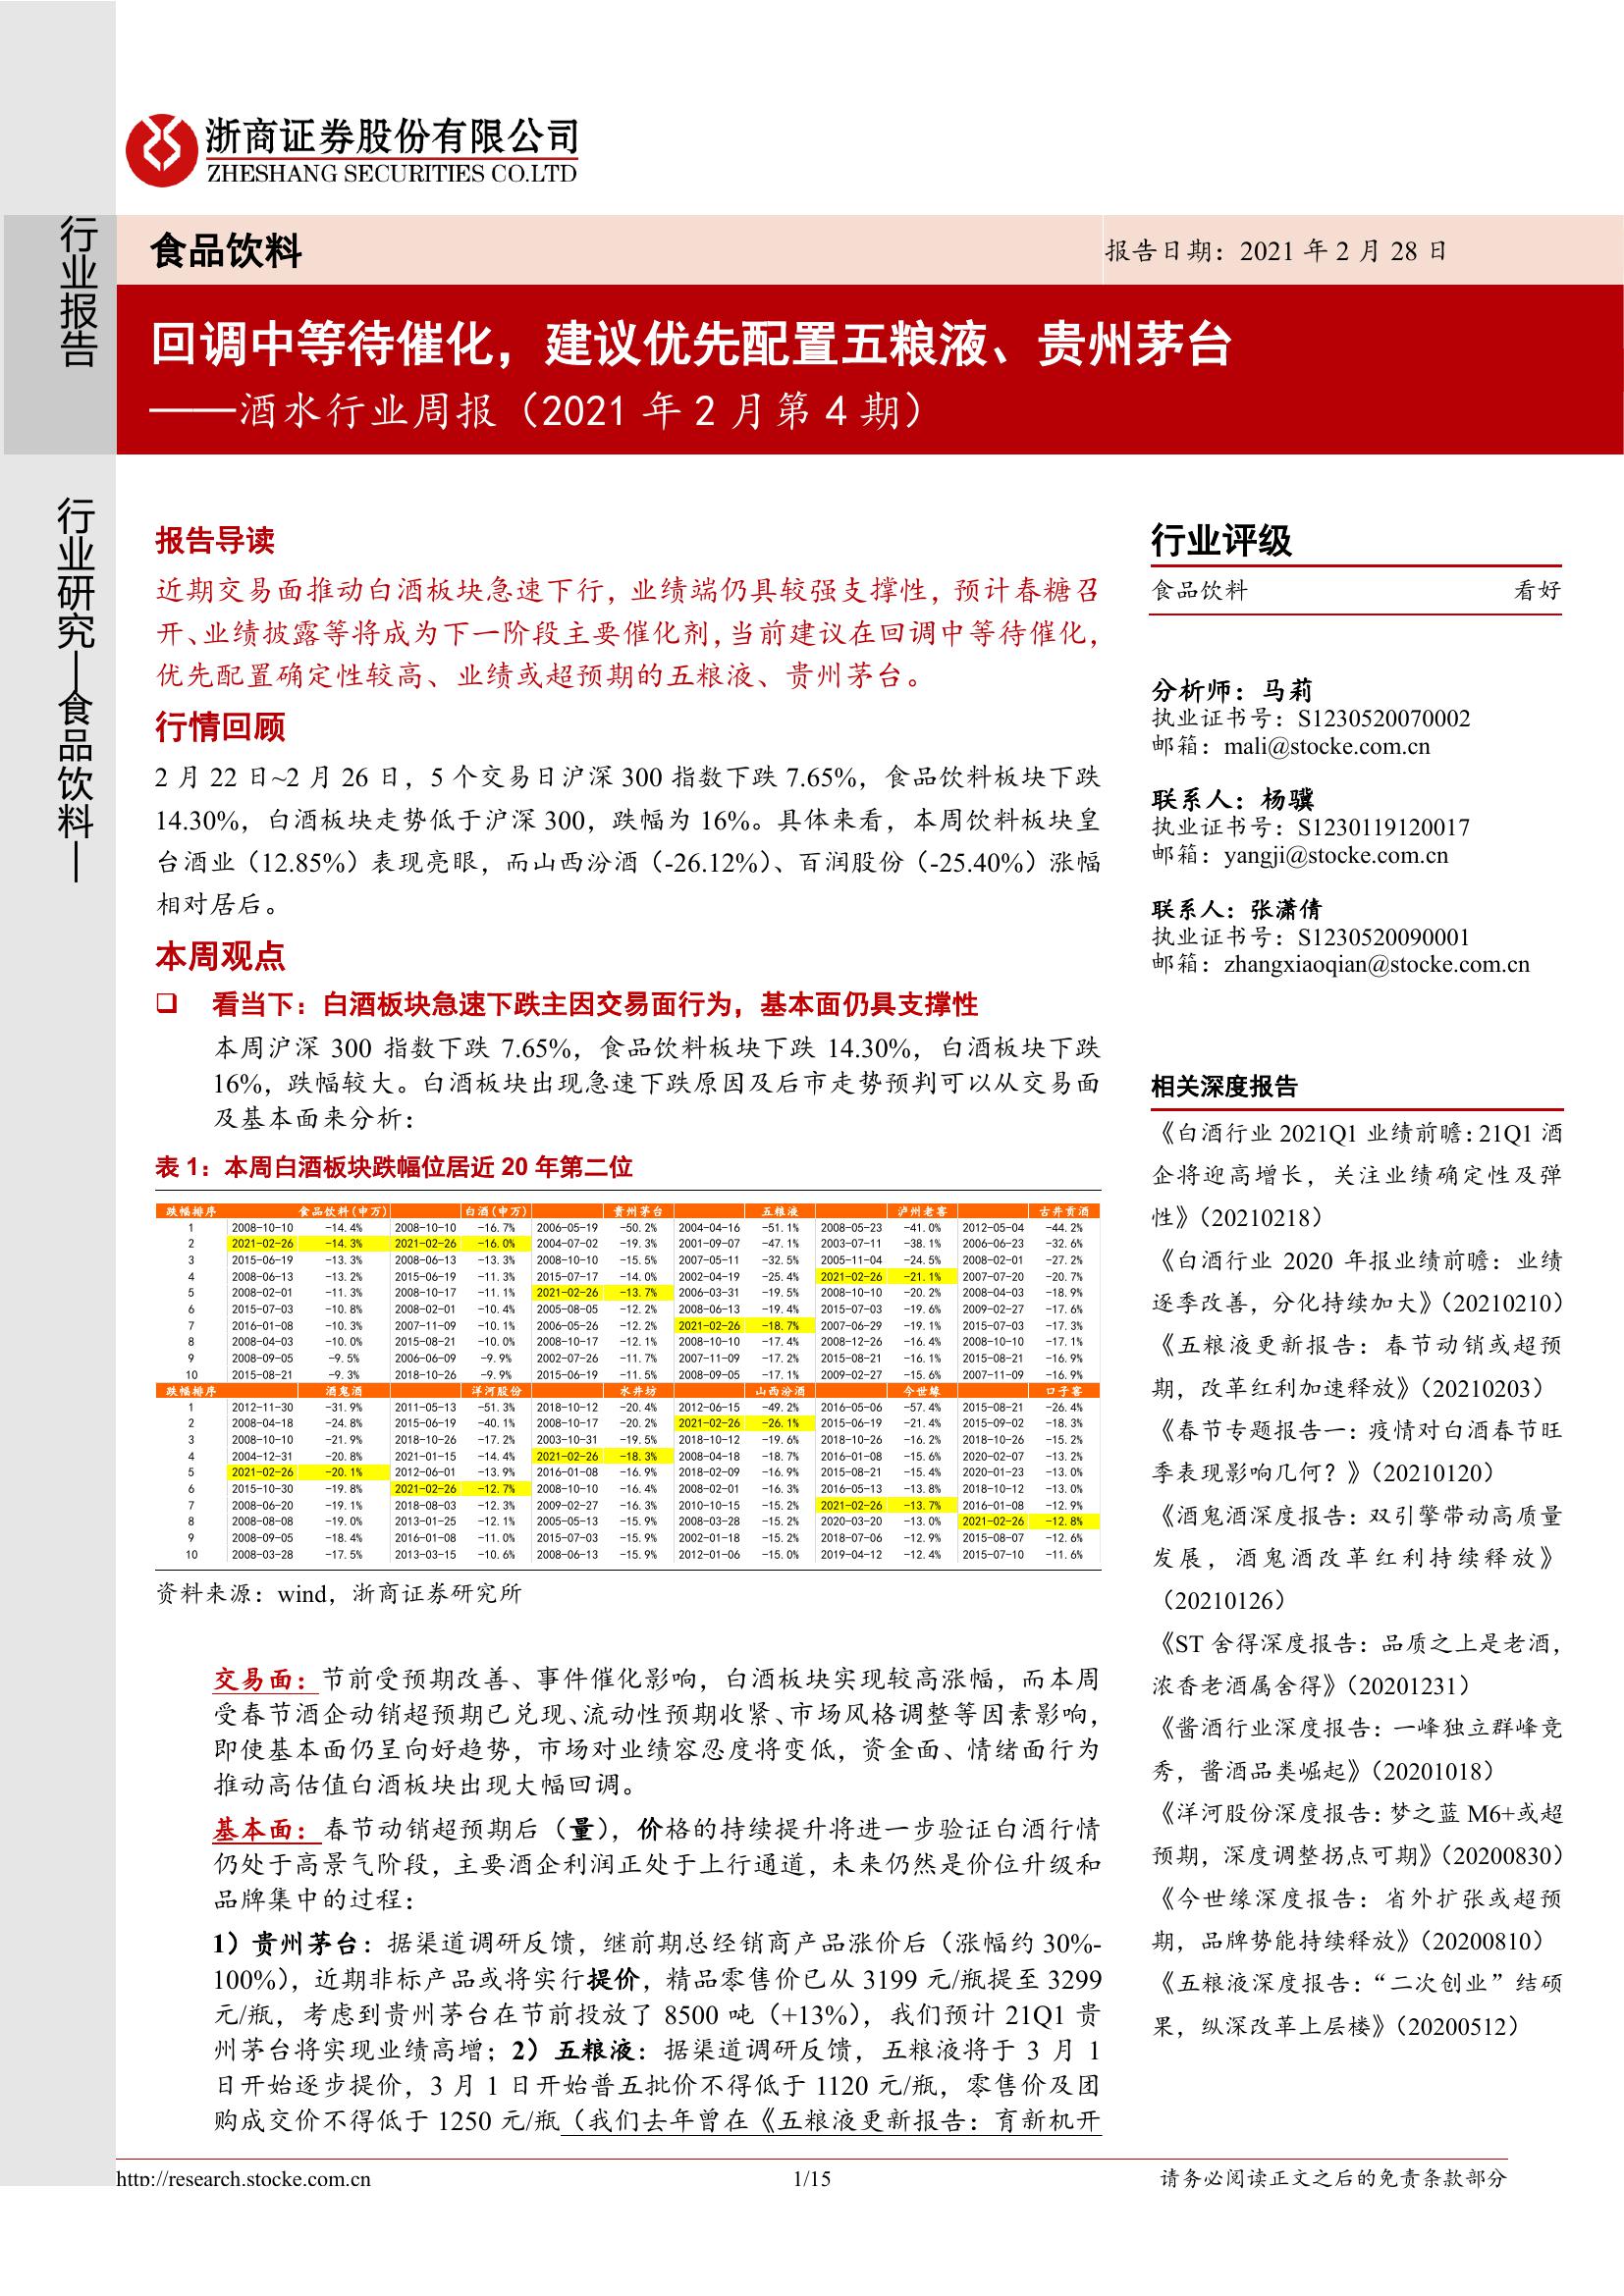 浙商证券股份有限公司
ZHESHANG SECURITIES CO.LTD
行业报告
食品饮料
报告日期：2021 年 2 月 28 日
回调中等待催化，建议优先配置五粮液、贵州茅台
——酒水行业周报（2021 年 2 月第 4 期）
行业研究—食品饮料—
报告导读
近期交易面推动白酒板块急速下行，业绩端仍具较强支撑性，预计春糖召
开、业绩披露等将成为下一阶段主要催化剂，当前建议在回调中等待催化，
优先配置确定性较高、业绩或超预期的五粮液、贵州茅台。
行情回顾
2 月 22 日~2 月 26 日，5 个交易日沪深 300 指数下跌 7.65%，食品饮料板块下跌
14.30%，白酒板块走势低于沪深 300，跌幅为 16%。具体来看，本周饮料板块皇
台酒业（12.85%）表现亮眼，而山西汾酒（-26.12%）、百润股份（-25.40%）涨幅
相对居后。
本周观点
❑ 看当下：白酒板块急速下跌主因交易面行为，基本面仍具支撑性
本周沪深 300 指数下跌 7.65%，食品饮料板块下跌 14.30%，白酒板块下跌
16%，跌幅较大。白酒板块出现急速下跌原因及后市走势预判可以从交易面
及基本面来分析：
表 1：本周白酒板块跌幅位居近 20 年第二位
跌幅排序 食品饮料(申万) 白酒(申万) 贵州茅台 五粮液 泸州老窖 古井贡酒
1 2008-10-10 -14.4% 2008-10-10 -16.7% 2006-05-19 -50.2% 2004-04-16 -51.1% 2008-05-23 -41.0% 2012-05-04 -44.2%
2 2021-02-26 -14.3% 2021-02-26 -16.0% 2004-07-02 -19.3% 2001-09-07 -47.1% 2003-07-11 -38.1% 2006-06-23 -32.6%
3 2015-06-19 -13.3% 2008-06-13 -13.3% 2008-10-10 -15.5% 2007-05-11 -32.5% 2005-11-04 -24.5% 2008-02-01 -27.2%
4 2008-06-13 -13.2% 2015-06-19 -11.3% 2015-07-17 -14.0% 2002-04-19 -25.4% 2021-02-26 -21.1% 2007-07-20 -20.7%
5 2008-02-01 -11.3% 2008-10-17 -11.1% 2021-02-26 -13.7% 2006-03-31 -19.5% 2008-10-10 -20.2% 2008-04-03 -18.9%
6 2015-07-03 -10.8% 2008-02-01 -10.4% 2005-08-05 -12.2% 2008-06-13 -19.4% 2015-07-03 -19.6% 2009-02-27 -17.6%
7 2016-01-08 -10.3% 2007-11-09 -10.1% 2006-05-26 -12.2% 2021-02-26 -18.7% 2007-06-29 -19.1% 2015-07-03 -17.3%
8 2008-04-03 -10.0% 2015-08-21 -10.0% 2008-10-17 -12.1% 2008-10-10 -17.4% 2008-12-26 -16.4% 2008-10-10 -17.1%
9 2008-09-05 -9.5% 2006-06-09 -9.9% 2002-07-26 -11.7% 2007-11-09 -17.2% 2015-08-21 -16.1% 2015-08-21 -16.9%
10 2015-08-21 -9.3% 2018-10-26 -9.9% 2015-06-19 -11.5% 2008-09-05 -17.1% 2009-02-27 -15.6% 2007-11-09 -16.9%
跌幅排序 酒鬼酒 洋河股份 水井坊 山西汾酒 今世缘 口子窖
1 2012-11-30 -31.9% 2011-05-13 -51.3% 2018-10-12 -20.4% 2012-06-15 -49.2% 2016-05-06 -57.4% 2015-08-21 -26.4%
2 2008-04-18 -24.8% 2015-06-19 -40.1% 2008-10-17 -20.2% 2021-02-26 -26.1% 2015-06-19 -21.4% 2015-09-02 -18.3%
3 2008-10-10 -21.9% 2018-10-26 -17.2% 2003-10-31 -19.5% 2018-10-12 -19.6% 2018-10-26 -16.2% 2018-10-26 -15.2%
4 2004-12-31 -20.8% 2021-01-15 -14.4% 2021-02-26 -18.3% 2008-04-18 -18.7% 2016-01-08 -15.6% 2020-02-07 -13.2%
5 2021-02-26 -20.1% 2012-06-01 -13.9% 2016-01-08 -16.9% 2018-02-09 -16.9% 2015-08-21 -15.4% 2020-01-23 -13.0%
6 2015-10-30 -19.8% 2021-02-26 -12.7% 2008-10-10 -16.4% 2008-02-01 -16.3% 2016-05-13 -13.8% 2018-10-12 -13.0%
7 2008-06-20 -19.1% 2018-08-03 -12.3% 2009-02-27 -16.3% 2010-10-15 -15.2% 2021-02-26 -13.7% 2016-01-08 -12.9%
8 2008-08-08 -19.0% 2013-01-25 -12.1% 2005-05-13 -15.9% 2008-03-28 -15.2% 2020-03-20 -13.0% 2021-02-26 -12.8%
9 2008-09-05 -18.4% 2016-01-08 -11.0% 2015-07-03 -15.9% 2002-01-18 -15.2% 2018-07-06 -12.9% 2015-08-07 -12.6%
10 2008-03-28 -17.5% 2013-03-15 -10.6% 2008-06-13 -15.9% 2012-01-06 -15.0% 2019-04-12 -12.4% 2015-07-10 -11.6%
资料来源：wind，浙商证券研究所
交易面：节前受预期改善、事件催化影响，白酒板块实现较高涨幅，而本周
受春节酒企动销超预期已兑现、流动性预期收紧、市场风格调整等因素影响，
即使基本面仍呈向好趋势，市场对业绩容忍度将变低，资金面、情绪面行为
推动高估值白酒板块出现大幅回调。
基本面：春节动销超预期后（量），价格的持续提升将进一步验证白酒行情
仍处于高景气阶段，主要酒企利润正处于上行通道，未来仍然是价位升级和
品牌集中的过程：
1）贵州茅台：据渠道调研反馈，继前期总经销商产品涨价后（涨幅约 30%-
100%），近期非标产品或将实行提价，精品零售价已从 3199 元/瓶提至 3299
元/瓶，考虑到贵州茅台在节前投放了 8500 吨（+13%），我们预计 21Q1 贵
州茅台将实现业绩高增；2）五粮液：据渠道调研反馈，五粮液将于 3 月 1
日开始逐步提价，3 月 1 日开始普五批价不得低于 1120 元/瓶，零售价及团
购成交价不得低于 1250 元/瓶（我们去年曾在《五粮液更新报告：育新机开
行业评级
食品饮料 看好
分析师：马莉
执业证书号：S1230520070002
邮箱：mali@stocke.com.cn
联系人：杨骥
执业证书号：S1230119120017
邮箱：yangji@stocke.com.cn
联系人：张潇倩
执业证书号：S1230520090001
邮箱：zhangxiaoqian@stocke.com.cn
相关深度报告
《白酒行业 2021Q1 业绩前瞻：21Q1 酒
企将迎高增长，关注业绩确定性及弹
性》（20210218）
《白酒行业 2020 年报业绩前瞻：业绩
逐季改善，分化持续加大》（20210210）
《五粮液更新报告：春节动销或超预
期，改革红利加速释放》（20210203）
《春节专题报告一：疫情对白酒春节旺
季表现影响几何？》（20210120）
《酒鬼酒深度报告：双引擎带动高质量
发展，酒鬼酒改革红利持续释放》
（20210126）
《ST 舍得深度报告：品质之上是老酒，
浓香老酒属舍得》（20201231）
《酱酒行业深度报告：一峰独立群峰竞
秀，酱酒品类崛起》（20201018）
《洋河股份深度报告：梦之蓝 M6+或超
预期，深度调整拐点可期》（20200830）
《今世缘深度报告：省外扩张或超预
期，品牌势能持续释放》（20200810）
《五粮液深度报告：“二次创业”结硕
果，纵深改革上层楼》（20200512）
http://research.stocke.com.cn 1/15 请务必阅读正文之后的免责条款部分